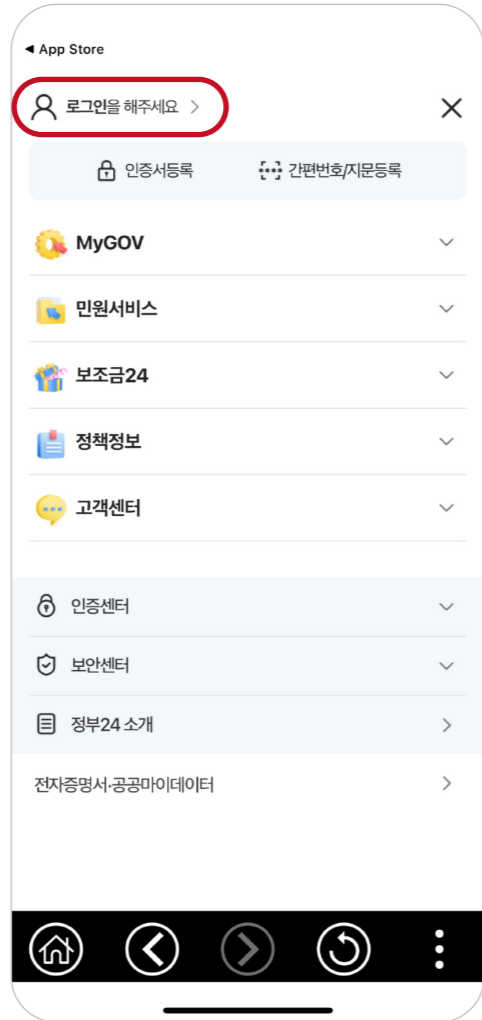 ◀ App Store
로그인을 해주세요
인증서등록 간편번호/지문등록
MyGOV
민원서비스
보조금24
정책정보
고객센터
인증센터
보안센터
정부24 소개
전자증명서·공공마이데이터